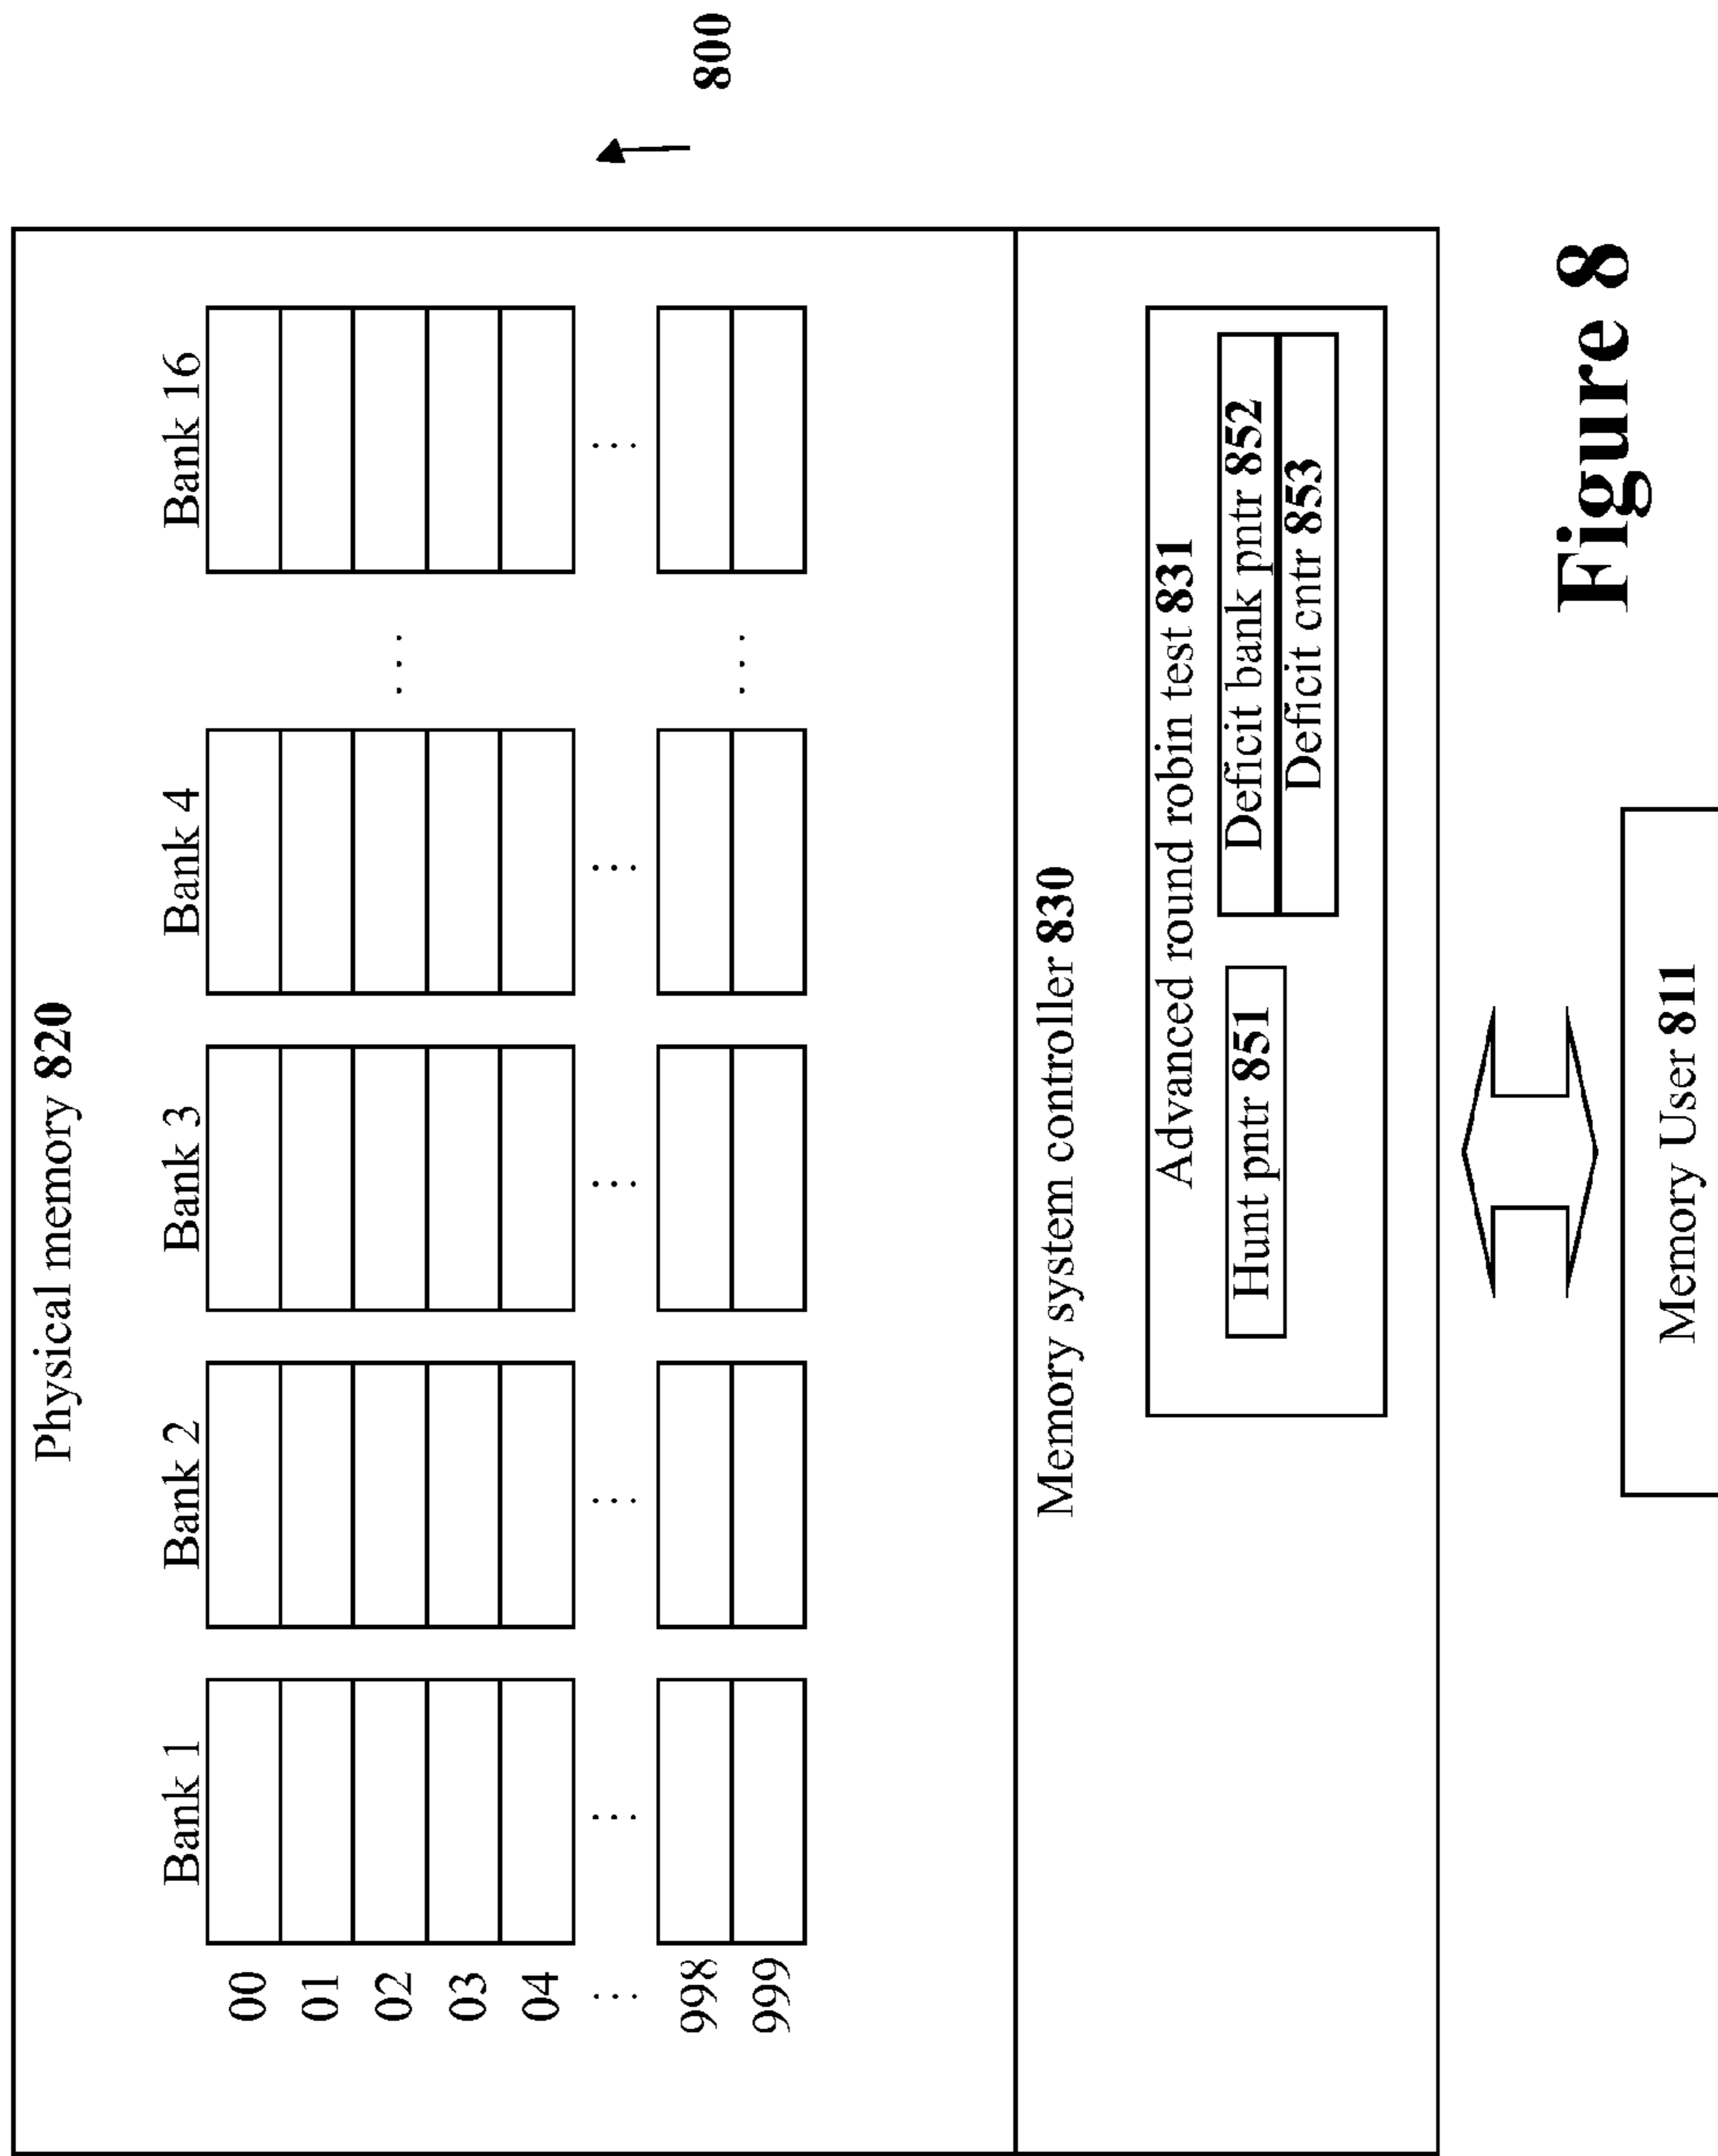 Physical memory 820
Bank 1 Bank 2 Bank 3 Bank 4 Bank 16
00
01
02 ...
03
04
... ... ... ... ... ...
998
999 ...
800
Memory system controller 830
Advanced round robin test 831
Hunt pntr 851
Deficit bank pntr 852
Deficit cntr 853
Memory User 811
Figure 8